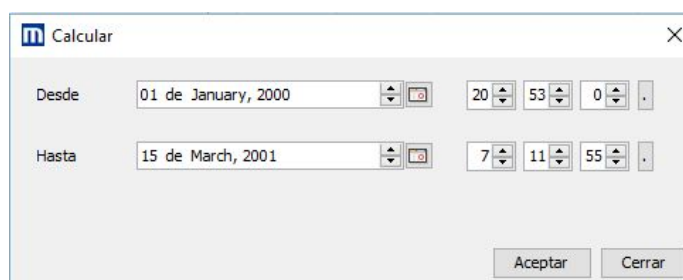 m Calcular
Desde 01 de January, 2000 20 53 0 .
Hasta 15 de March, 2001 7 11 55 .
Aceptar Cerrar